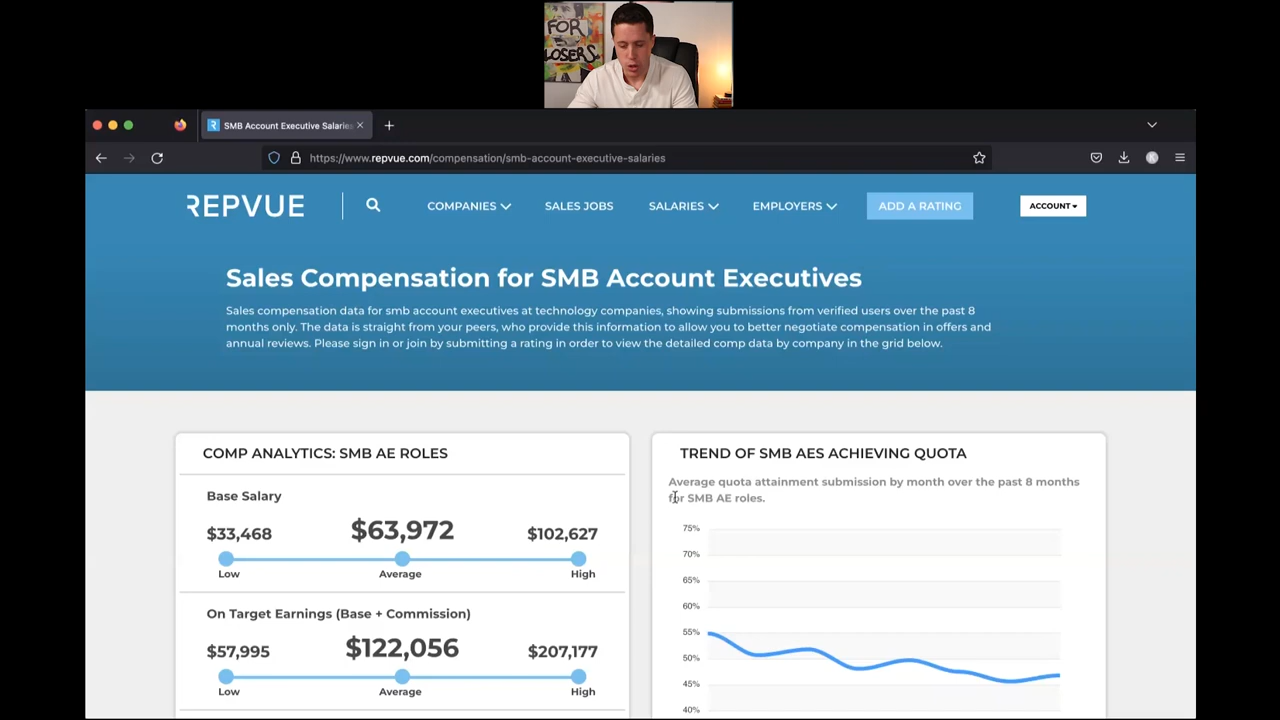 FOR
LOSERS
SMB Account Executive Salaries
https://www.repvue.com/compensation/smb-account-executive-salaries
REPVUE
COMPANIES
SALES JOBS
SALARIES
EMPLOYERS
ADD A RATING
ACCOUNT
Sales Compensation for SMB Account Executives
Sales compensation data for smb account executives at technology companies, showing submissions from verified users over the past 8
months only. The data is straight from your peers, who provide this information to allow you to better negotiate compensation in offers and
annual reviews. Please sign in or join by submitting a rating in order to view the detailed comp data by company in the grid below.
COMP ANALYTICS: SMB AE ROLES
Base Salary
$33,468 $63,972 $102,627
Low Average High
On Target Earnings (Base + Commission)
$57,995 $122,056 $207,177
Low Average High
TREND OF SMB AES ACHIEVING QUOTA
Average quota attainment submission by month over the past 8 months
for SMB AE roles.
75%
70%
65%
60%
55%
50%
45%
40%